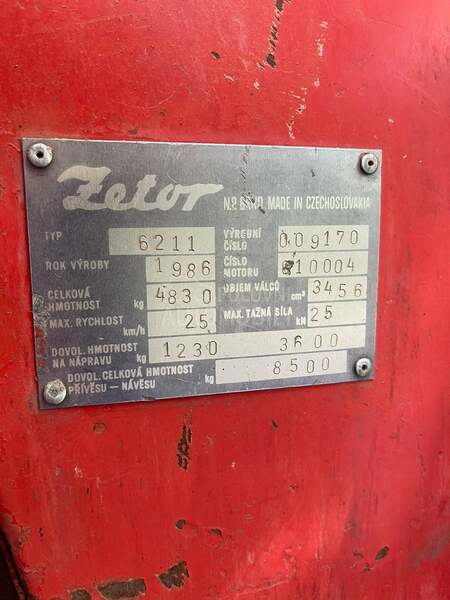 Zetor N.P. BRNO, MADE IN CZECHOSLOVAKIA
TYP 6211 VÝROBNÍ ČÍSLO 009170
ROK VÝROBY 1986 ČÍSLO MOTORU 10004
CELKOVÁ HMOTNOST kg 4830 OBJEM VÁLCŮ cm³ 3456
MAX. RYCHLOST km/h 25 MAX. TAŽNÁ SÍLA kN 25
DOVOL. HMOTNOST NA NÁPRAVU kg 1230 3600
DOVOL. CELKOVÁ HMOTNOST PŘÍVĚSU – NÁVĚSU kg 8500